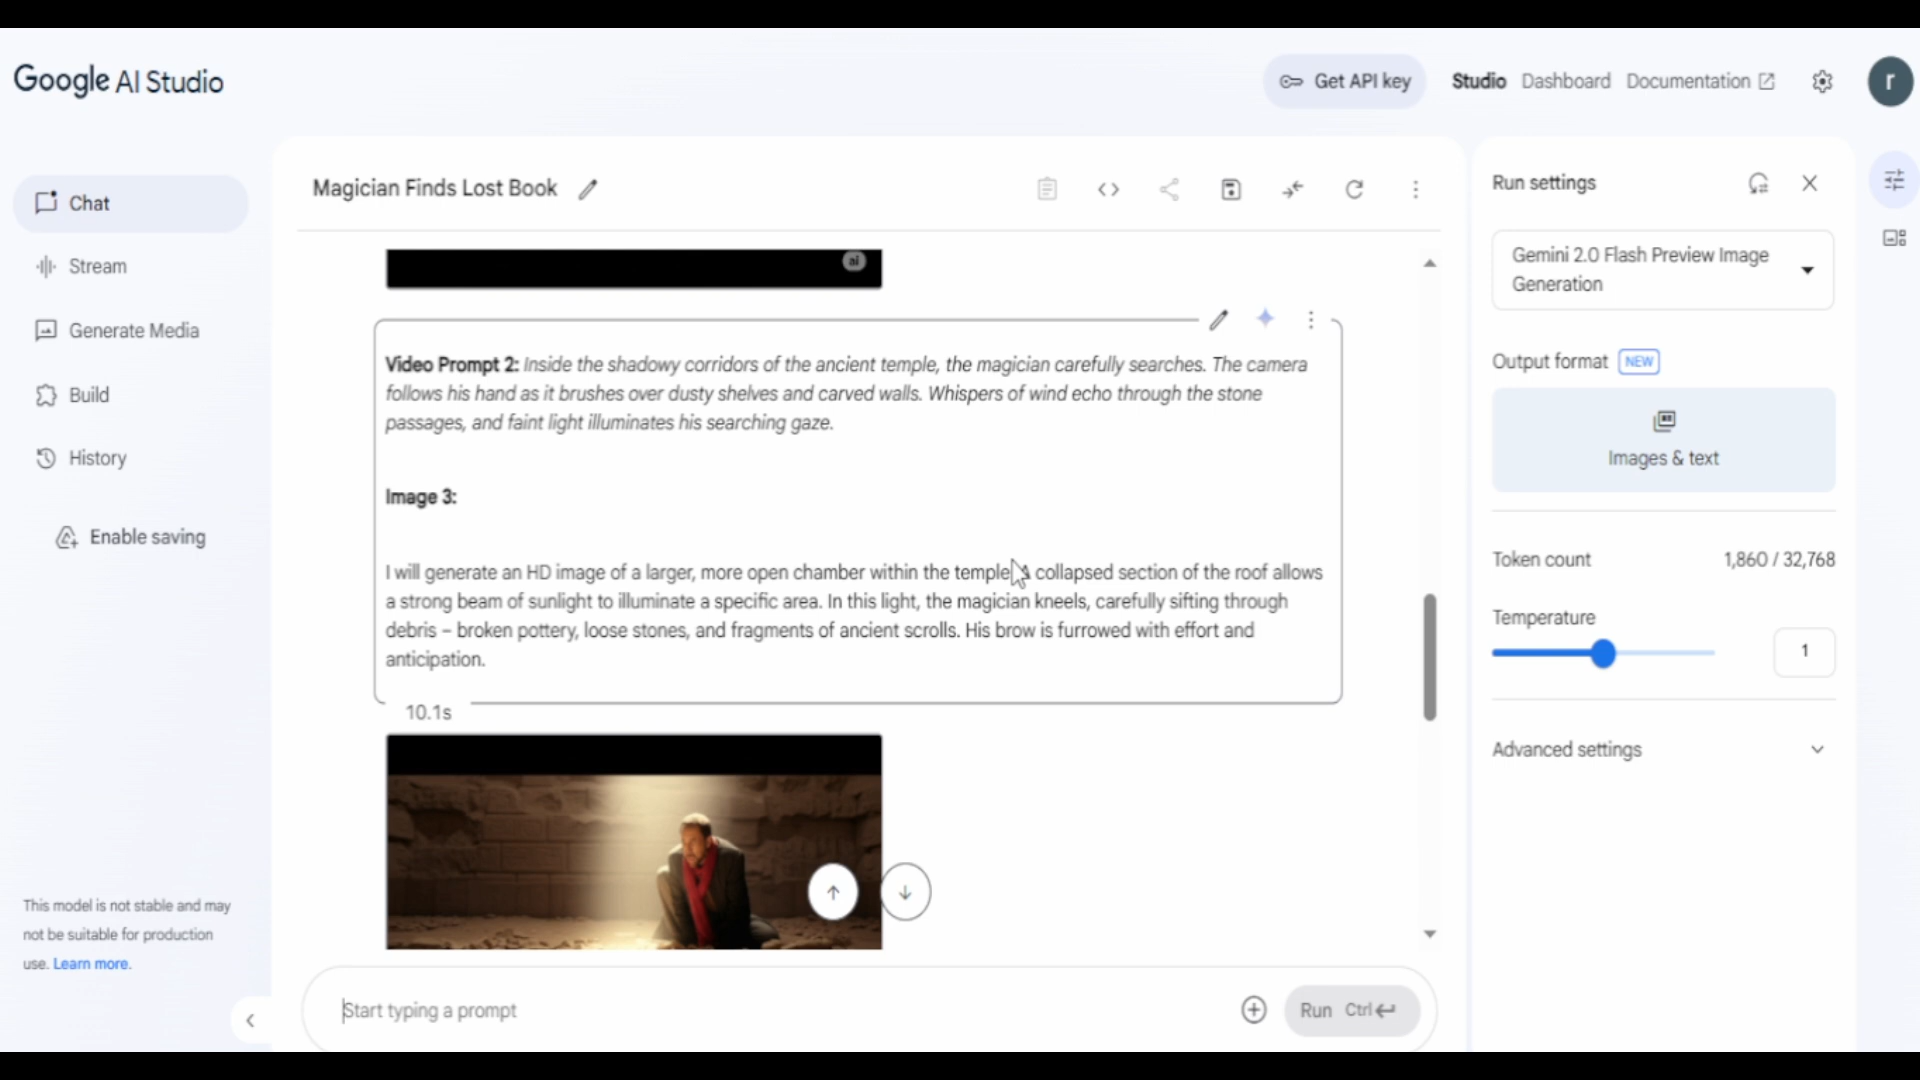 Google AI Studio
Get API key
Studio
Dashboard
Documentation
r
Chat
Stream
Generate Media
Build
History
Enable saving
This model is not stable and may
not be suitable for production
use. Learn more.
Magician Finds Lost Book
ai
Video Prompt 2: Inside the shadowy corridors of the ancient temple, the magician carefully searches. The camera
follows his hand as it brushes over dusty shelves and carved walls. Whispers of wind echo through the stone
passages, and faint light illuminates his searching gaze.
Image 3:
I will generate an HD image of a larger, more open chamber within the temple. A collapsed section of the roof allows
a strong beam of sunlight to illuminate a specific area. In this light, the magician kneels, carefully sifting through
debris – broken pottery, loose stones, and fragments of ancient scrolls. His brow is furrowed with effort and
anticipation.
10.1s
Start typing a prompt
Run Ctrl
Run settings
Gemini 2.0 Flash Preview Image
Generation
Output format NEW
Images & text
Token count 1,860 / 32,768
Temperature
1
Advanced settings